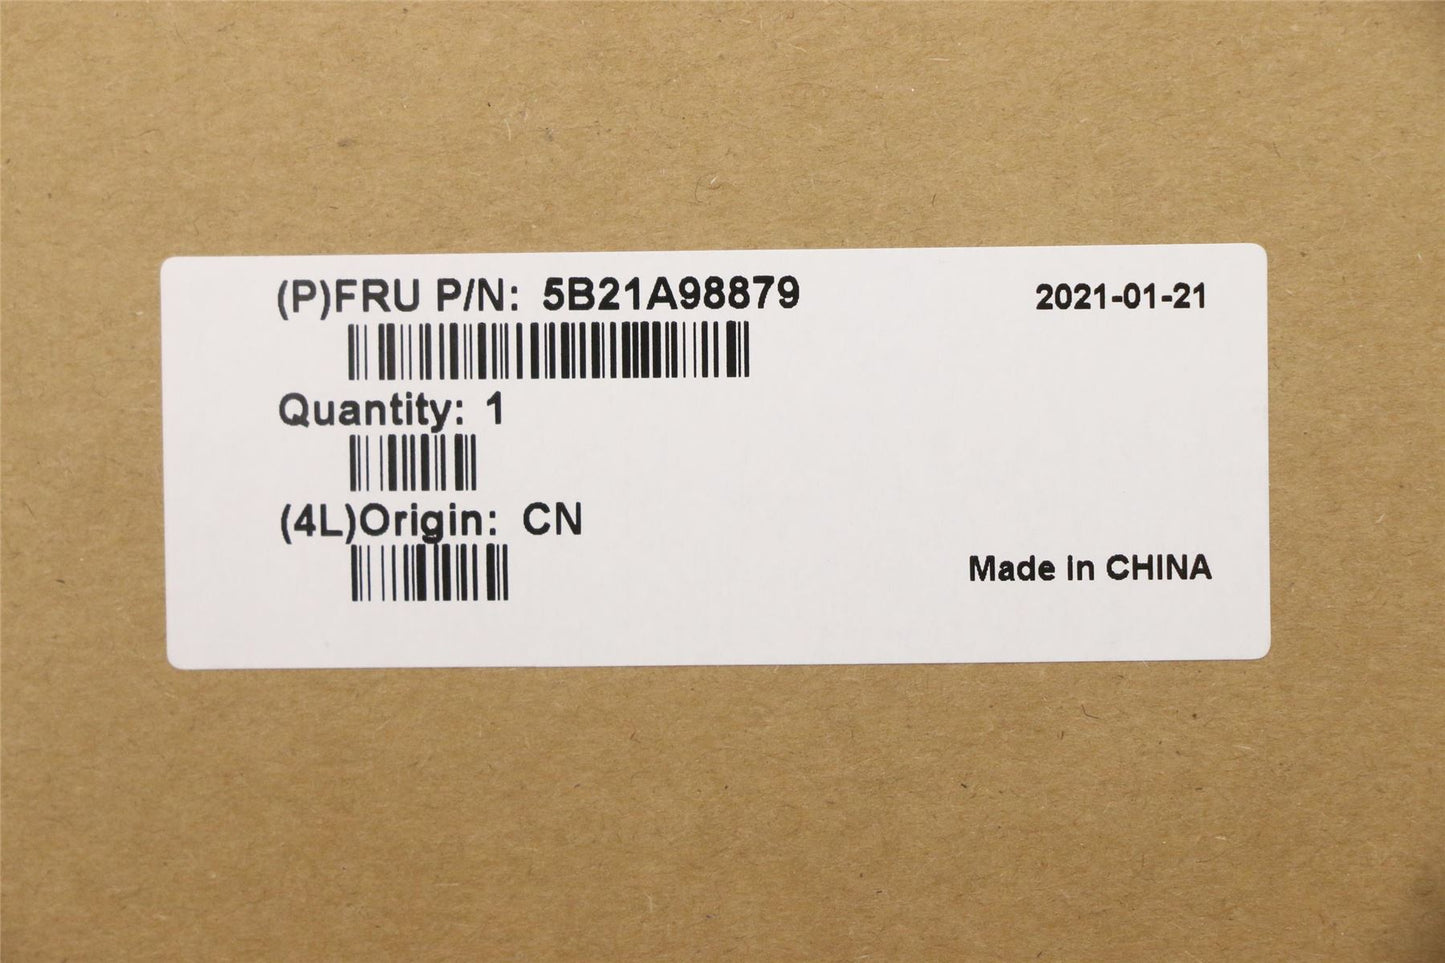 (P)FRU P/N: 5B21A98879
2021-01-21
Quantity: 1
(4L)Origin: CN
Made in CHINA